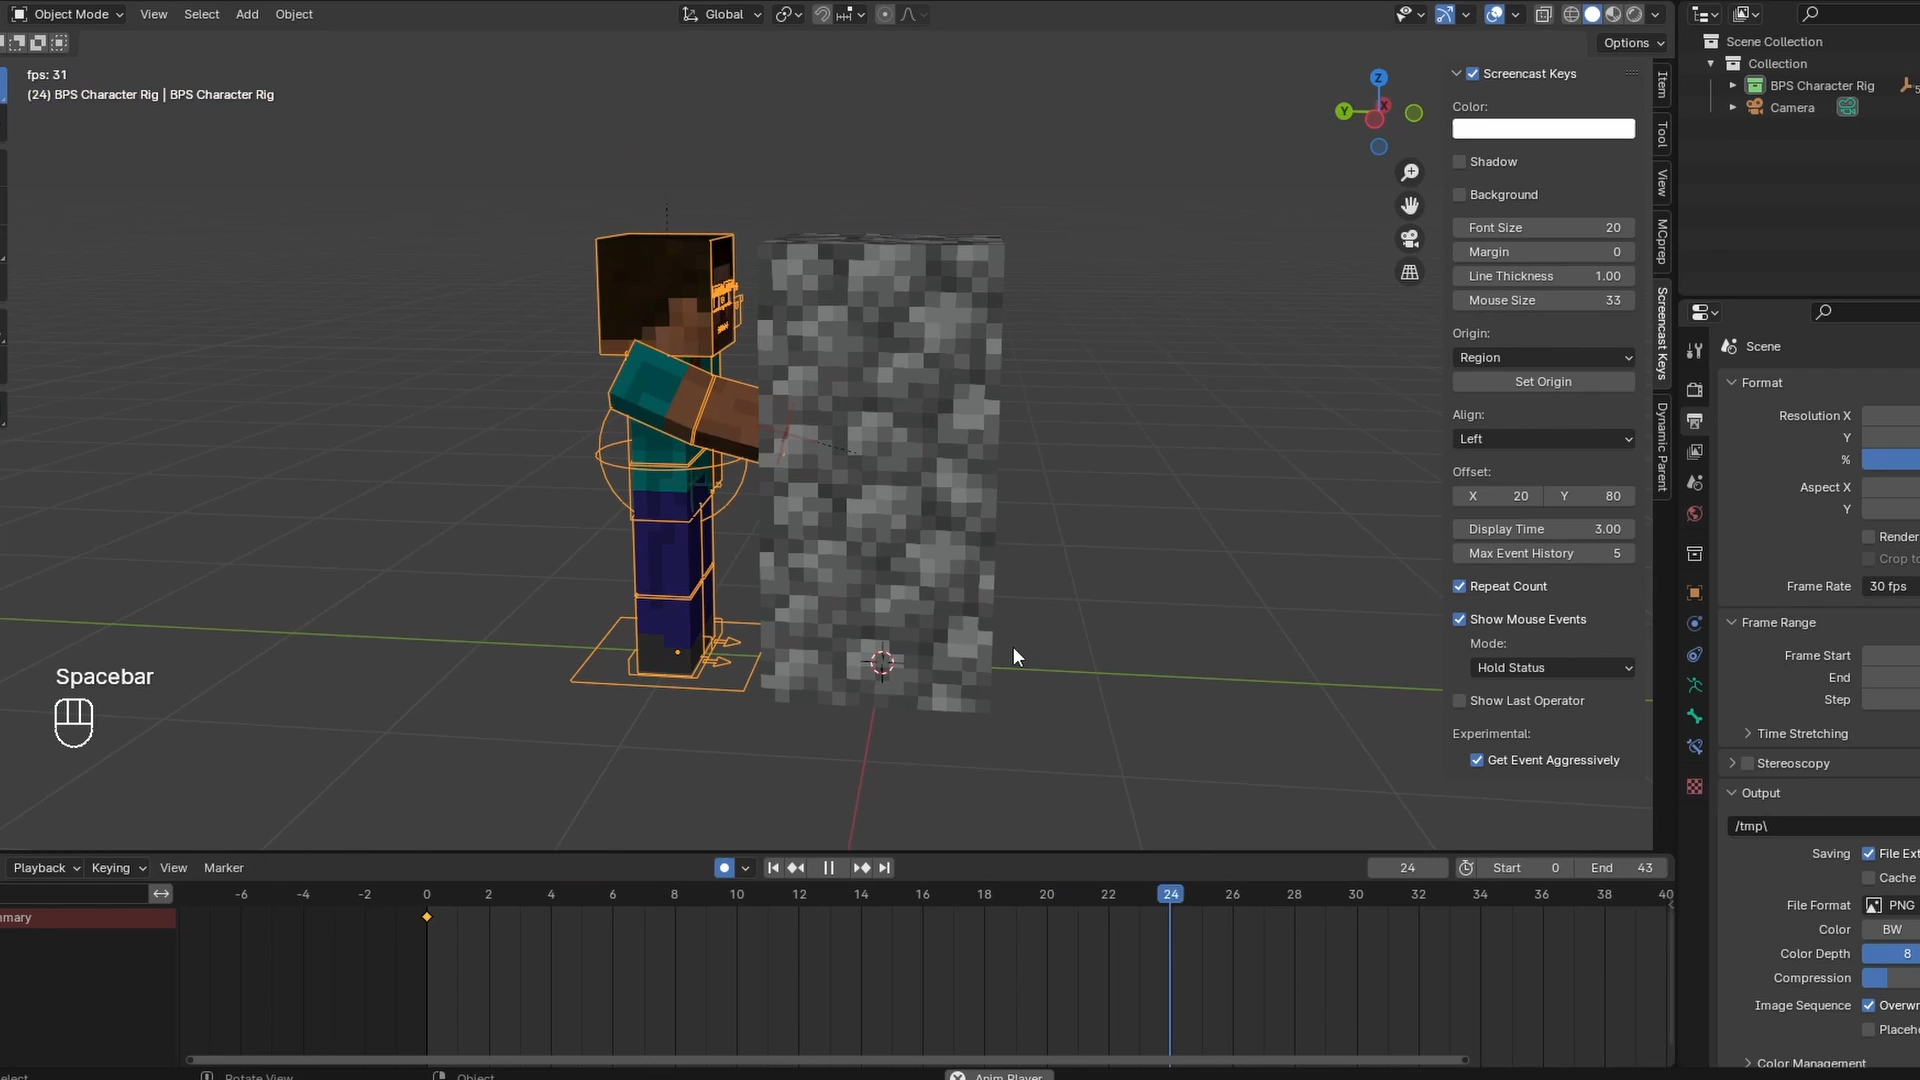 Object Mode View Select Add Object Global
Options
fps: 31
(24) BPS Character Rig | BPS Character Rig
Z
Y
X
Screencast Keys
Color:
Shadow
Background
Font Size 20
Margin 0
Line Thickness 1.00
Mouse Size 33
Origin:
Region
Set Origin
Align:
Left
Offset:
X 20 Y 80
Display Time 3.00
Max Event History 5
Repeat Count
Show Mouse Events
Mode:
Hold Status
Show Last Operator
Experimental:
Get Event Aggressively
Item
Tool
View
MCprep
Screencast Keys
Dynamic Parent
Spacebar
Scene Collection
Collection
BPS Character Rig
Camera
Scene
Format
Resolution X
Y
%
Aspect X
Y
Render
Crop to
Frame Rate 30 fps
Frame Range
Frame Start
End
Step
Time Stretching
Stereoscopy
Output
/tmp\
Saving File Ext
Cache
File Format PNG
Color BW
Color Depth 8
Compression
Image Sequence Overwr
Placeh
Color Management
Playback Keying View Marker 24 Start 0 End 43
-6 -4 -2 0 2 4 6 8 10 12 14 16 18 20 22 24 26 28 30 32 34 36 38 40
mmary
elect Rotate View Object Anim Player